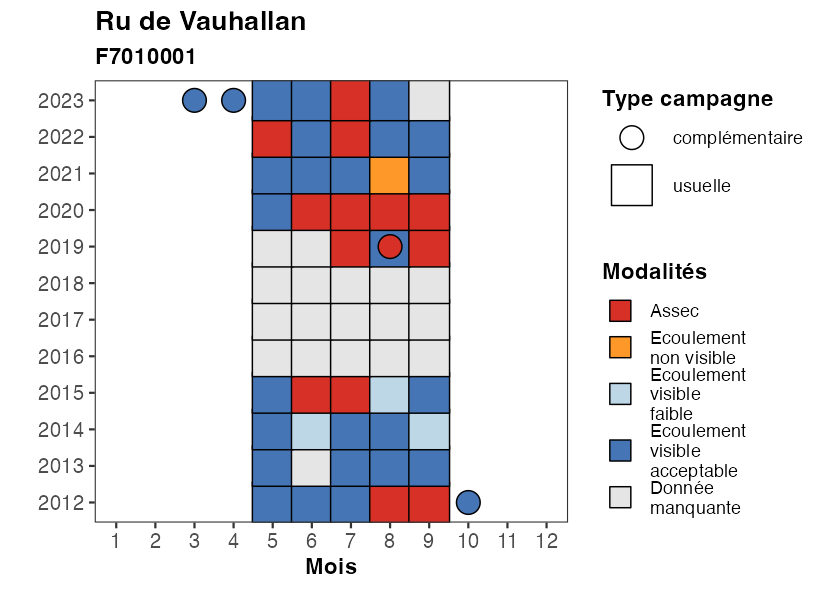 Ru de Vauhallan
F7010001
2023
2022
2021
2020
2019
2018
2017
2016
2015
2014
2013
2012
1 2 3 4 5 6 7 8 9 10 11 12
Mois
Type campagne
complémentaire
usuelle
Modalités
Assec
Ecoulement
non visible
Ecoulement
visible
faible
Ecoulement
visible
acceptable
Donnée
manquante